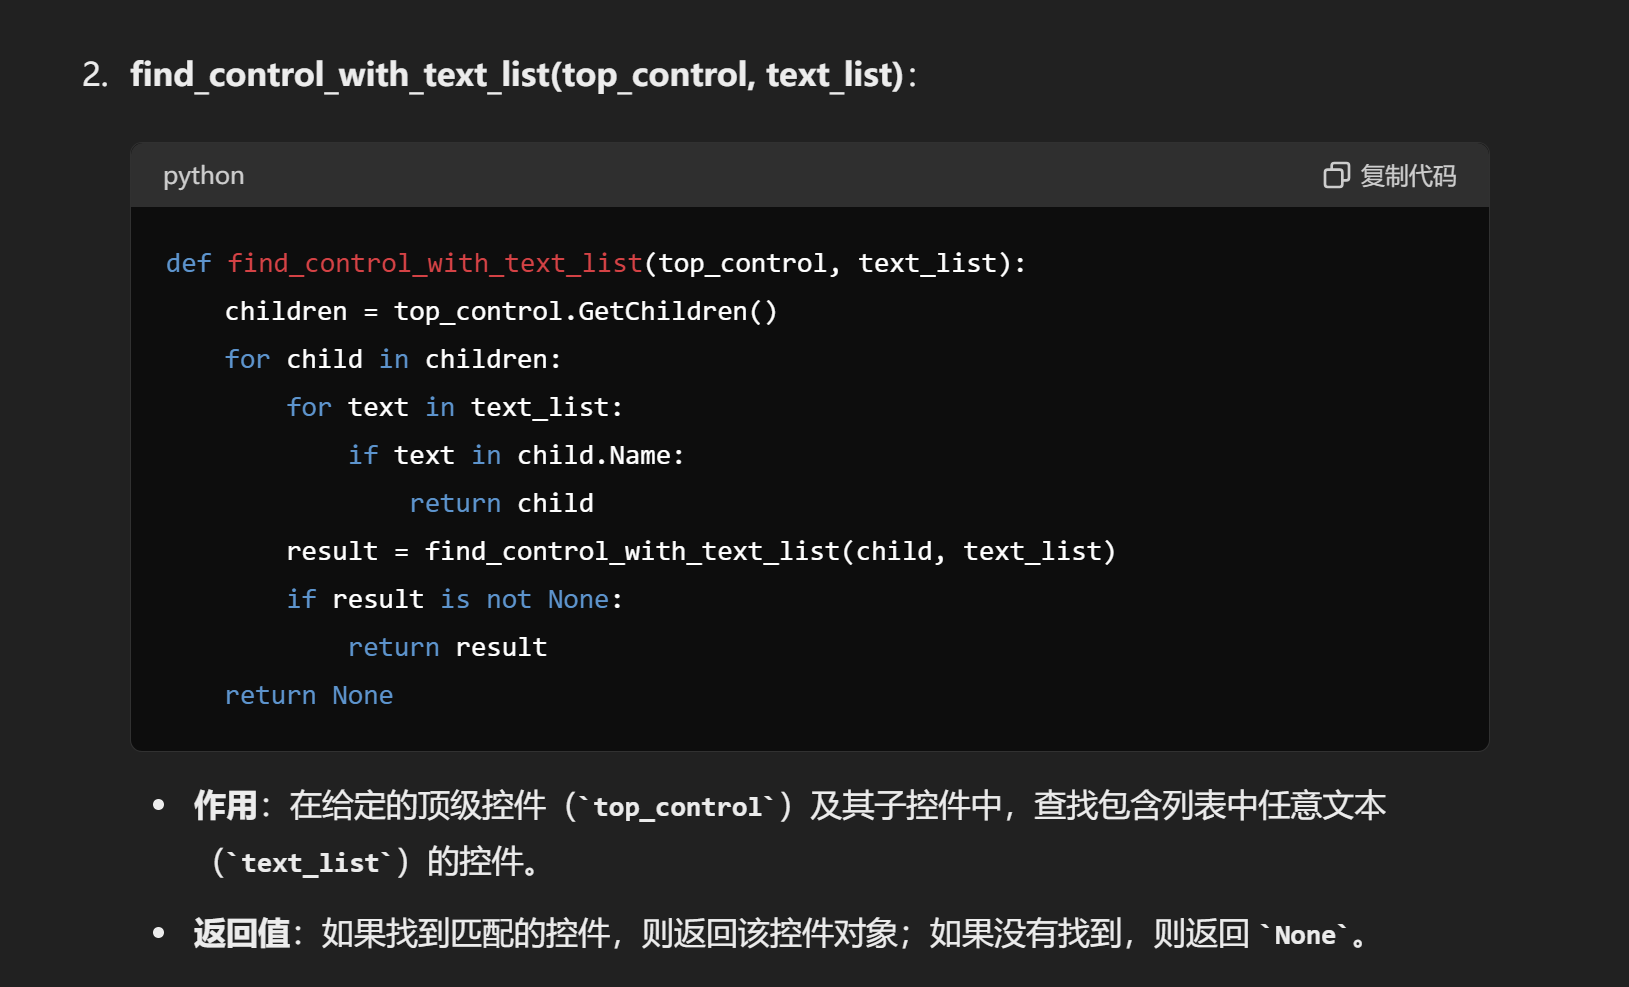 2. find_control_with_text_list(top_control, text_list)：
python
复制代码
def find_control_with_text_list(top_control, text_list):
    children = top_control.GetChildren()
    for child in children:
        for text in text_list:
            if text in child.Name:
                return child
        result = find_control_with_text_list(child, text_list)
        if result is not None:
            return result
    return None
• 作用：在给定的顶级控件（`top_control`）及其子控件中，查找包含列表中任意文本
（`text_list`）的控件。
• 返回值：如果找到匹配的控件，则返回该控件对象；如果没有找到，则返回 `None`。